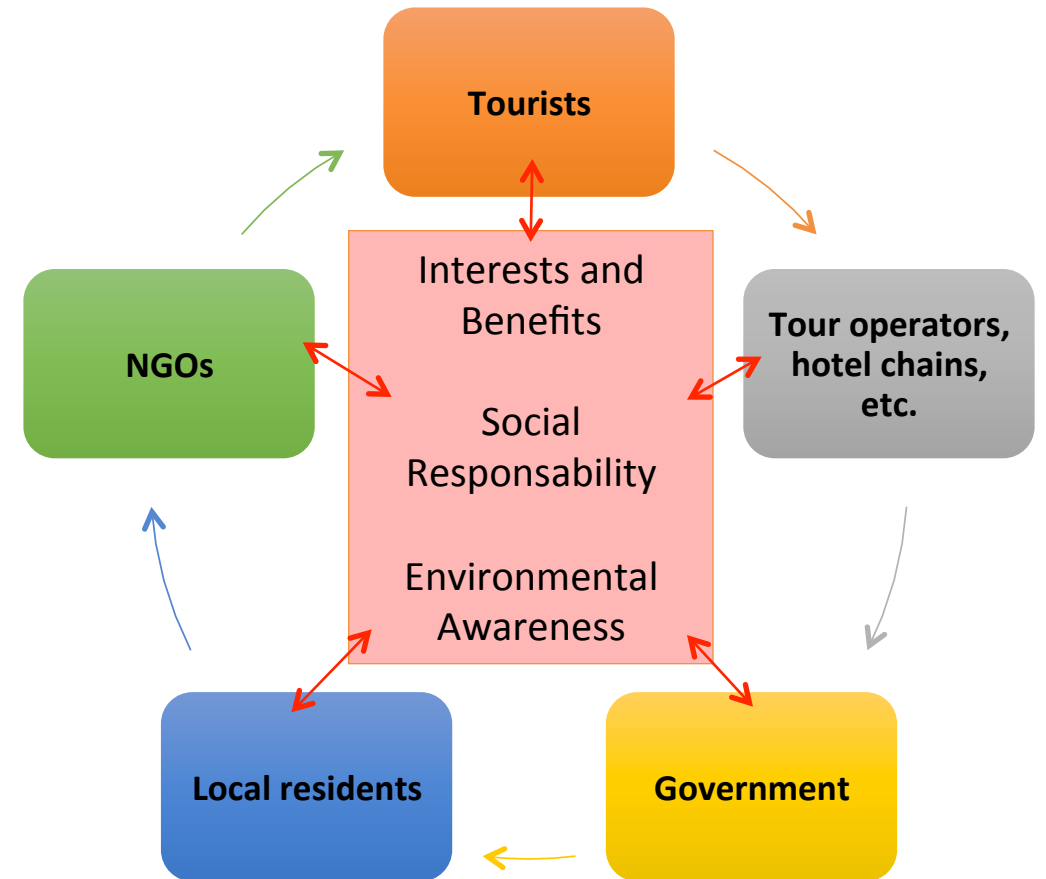 Tourists
Interests and
Benefits
NGOs
Tour operators,
hotel chains,
etc.
Social
Responsability
Environmental
Awareness
Local residents
Government